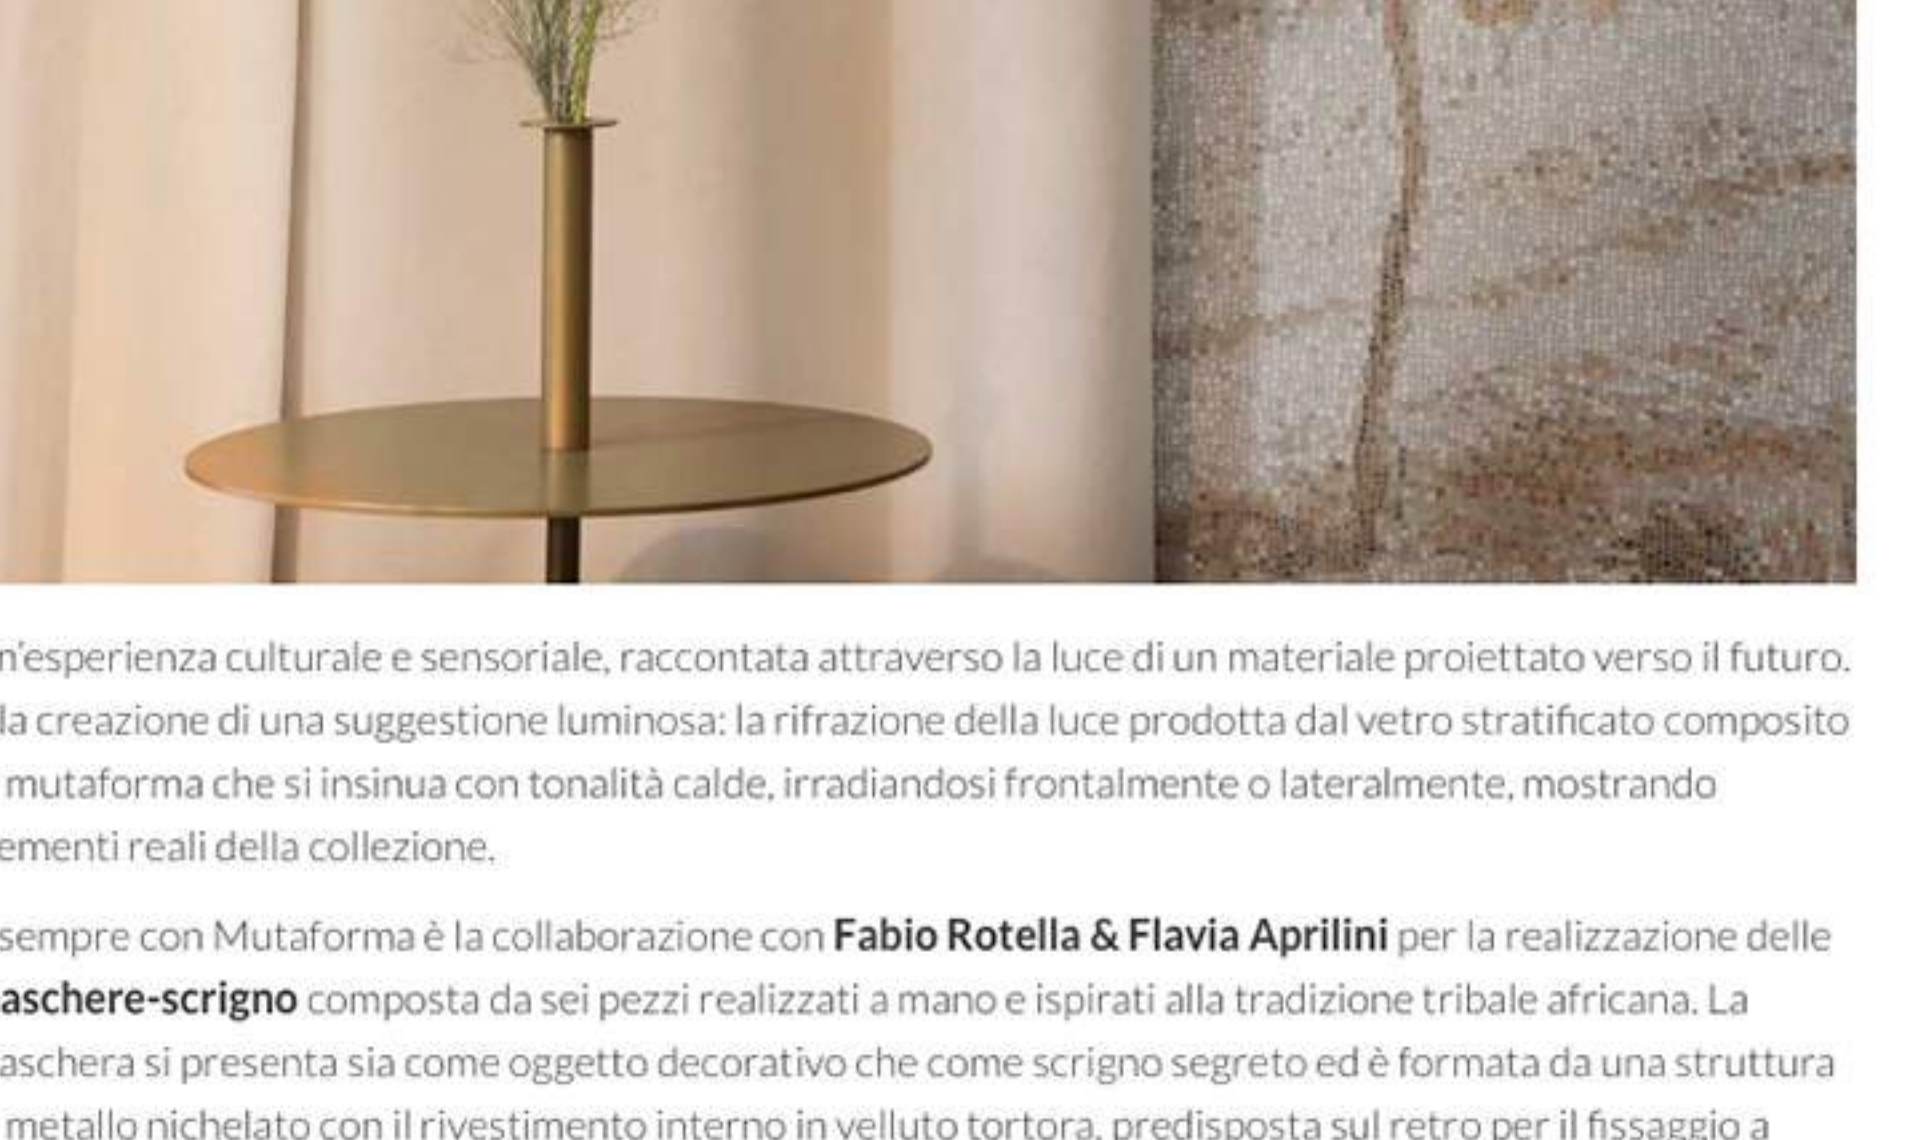 n'esperienza culturale e sensoriale, raccontata attraverso la luce di un materiale proiettato verso il futuro.
la creazione di una suggestione luminosa: la rifrazione della luce prodotta dal vetro stratificato composito
mutaforma che si insinua con tonalità calde, irradiandosi frontalmente o lateralmente, mostrando
ementi reali della collezione.
sempre con Mutaforma è la collaborazione con Fabio Rotella & Flavia Aprilini per la realizzazione delle
aschere-scrigno composta da sei pezzi realizzati a mano e ispirati alla tradizione tribale africana. La
aschera si presenta sia come oggetto decorativo che come scrigno segreto ed è formata da una struttura
metallo nichelato con il rivestimento interno in velluto tortora, predisposta sul retro per il fissaggio a